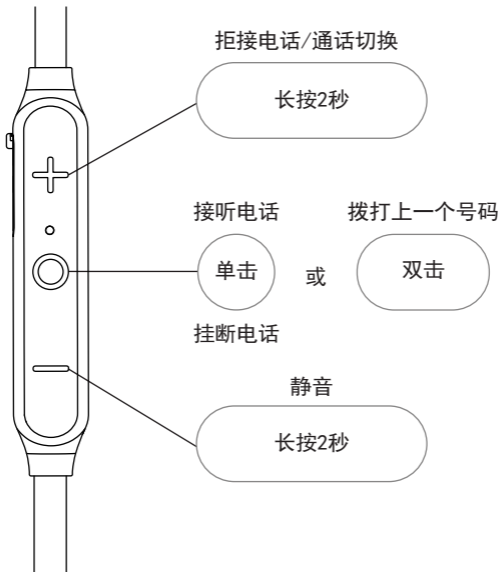 拒接电话/通话切换
长按2秒
接听电话
拨打上一个号码
单击
或
双击
挂断电话
静音
长按2秒